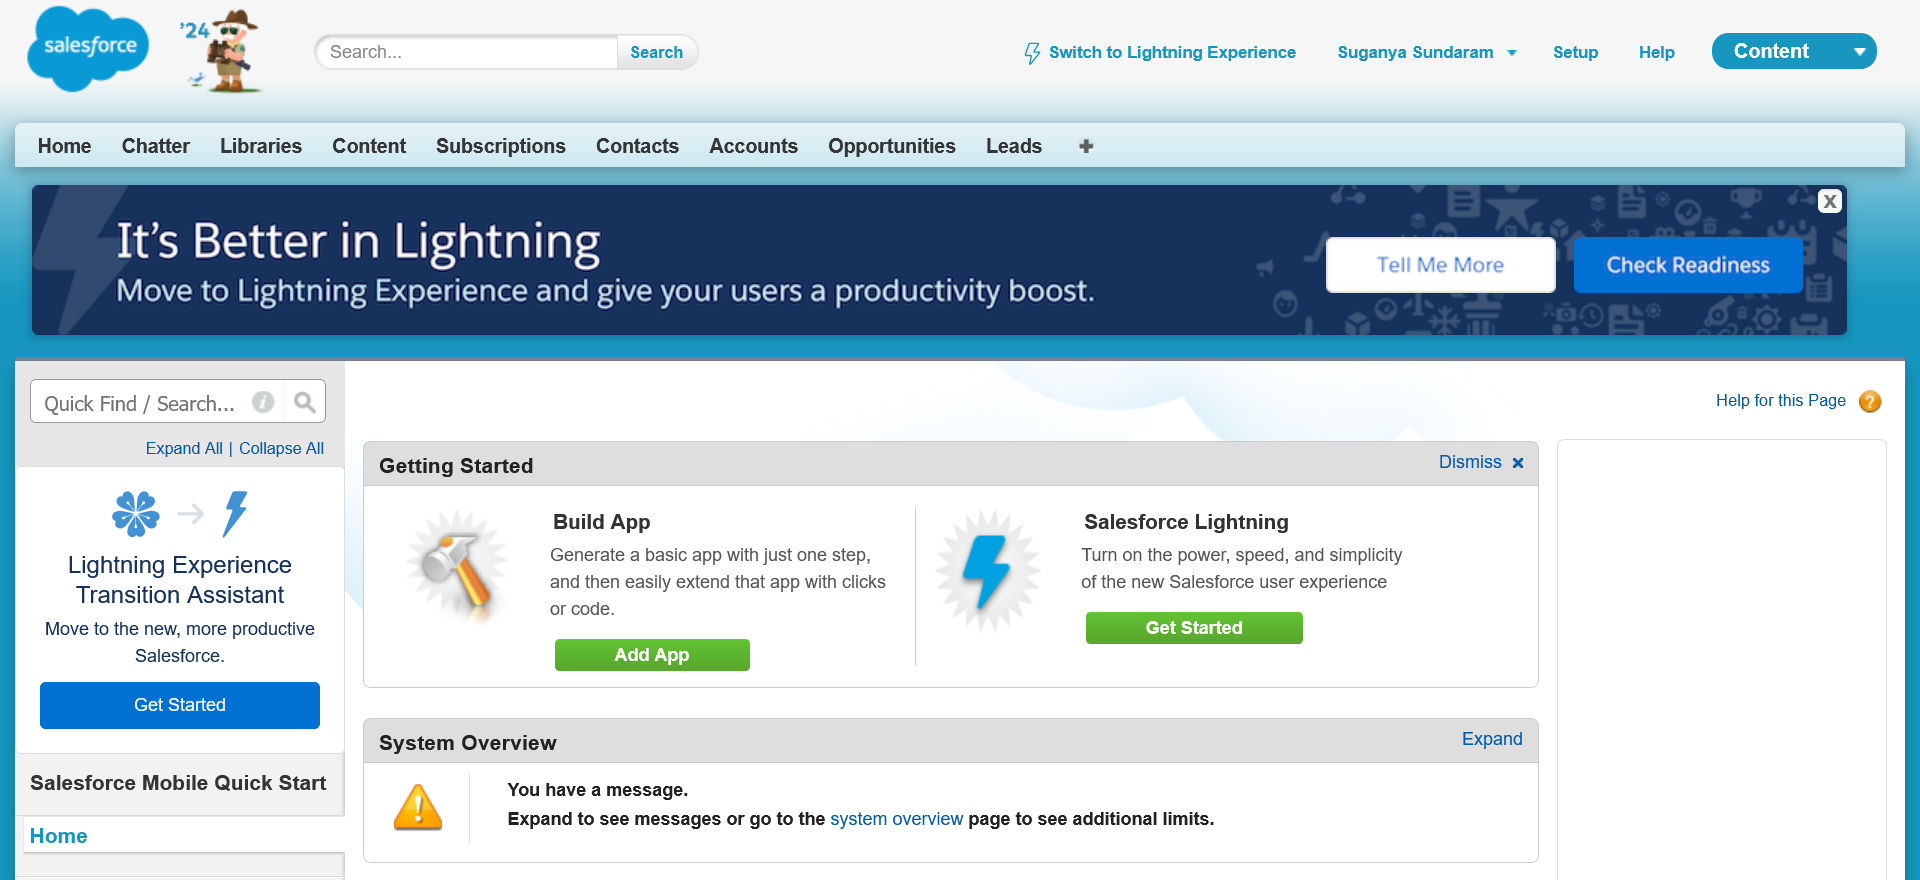 salesforce
'24
Search...
Search
Switch to Lightning Experience
Suganya Sundaram
Setup
Help
Content
Home
Chatter
Libraries
Content
Subscriptions
Contacts
Accounts
Opportunities
Leads
It's Better in Lightning
Move to Lightning Experience and give your users a productivity boost.
Tell Me More
Check Readiness
X
Quick Find / Search...
Expand All | Collapse All
Lightning Experience
Transition Assistant
Move to the new, more productive
Salesforce.
Get Started
Salesforce Mobile Quick Start
Home
Help for this Page
Getting Started
Dismiss
Build App
Generate a basic app with just one step,
and then easily extend that app with clicks
or code.
Add App
Salesforce Lightning
Turn on the power, speed, and simplicity
of the new Salesforce user experience
Get Started
System Overview
Expand
You have a message.
Expand to see messages or go to the system overview page to see additional limits.